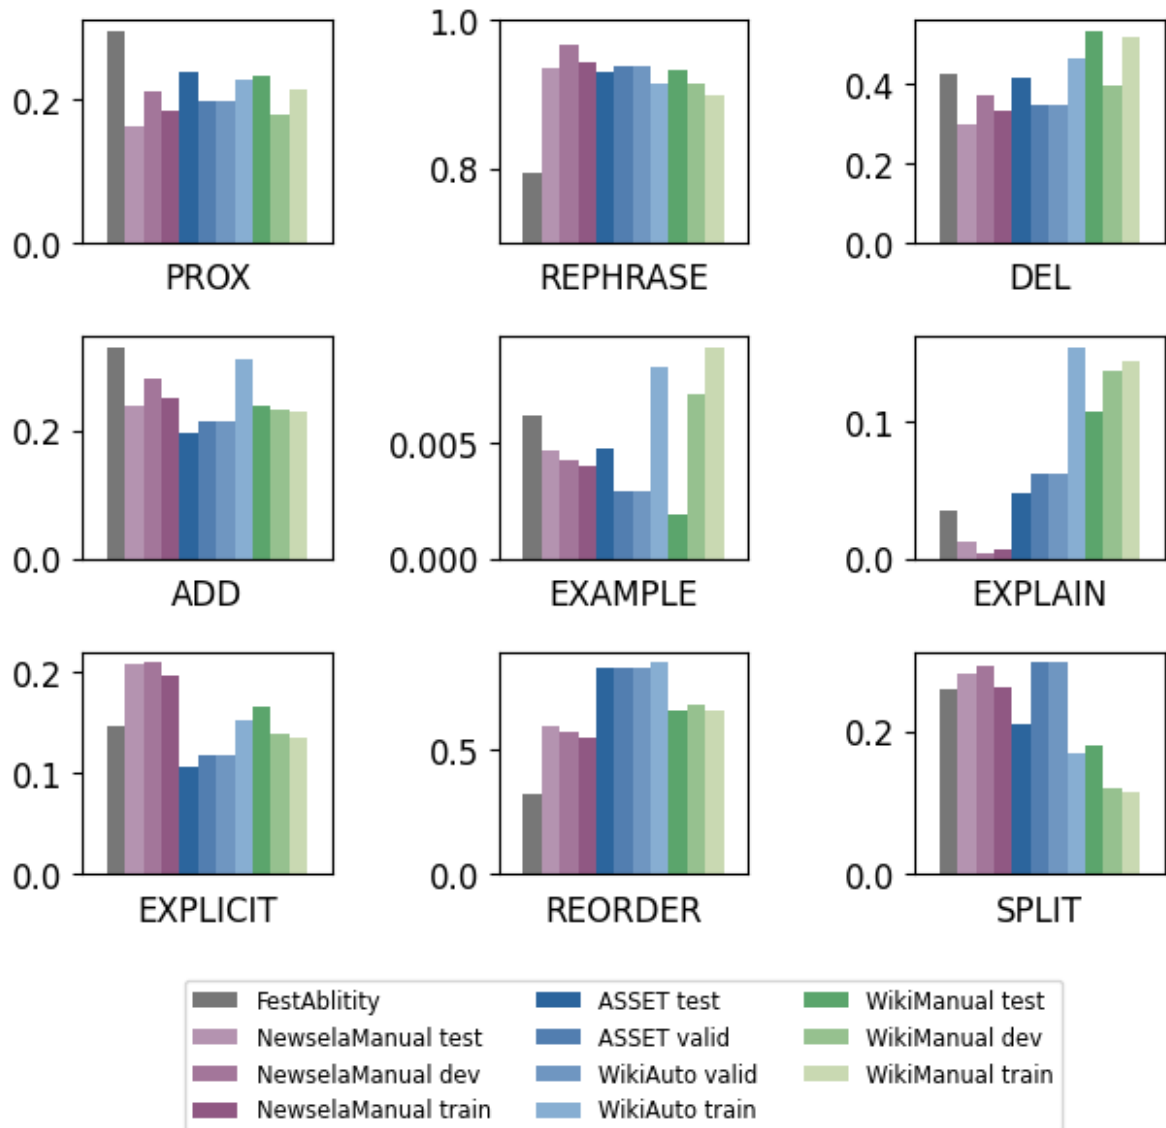 0.2
0.0
PROX
1.0
0.8
REPHRASE
0.4
0.2
0.0
DEL
0.2
0.0
ADD
0.005
0.000
EXAMPLE
0.1
0.0
EXPLAIN
0.2
0.1
0.0
EXPLICIT
0.5
0.0
REORDER
0.2
0.0
SPLIT
FestAblitity
NewselaManual test
NewselaManual dev
NewselaManual train
ASSET test
ASSET valid
WikiAuto valid
WikiAuto train
WikiManual test
WikiManual dev
WikiManual train